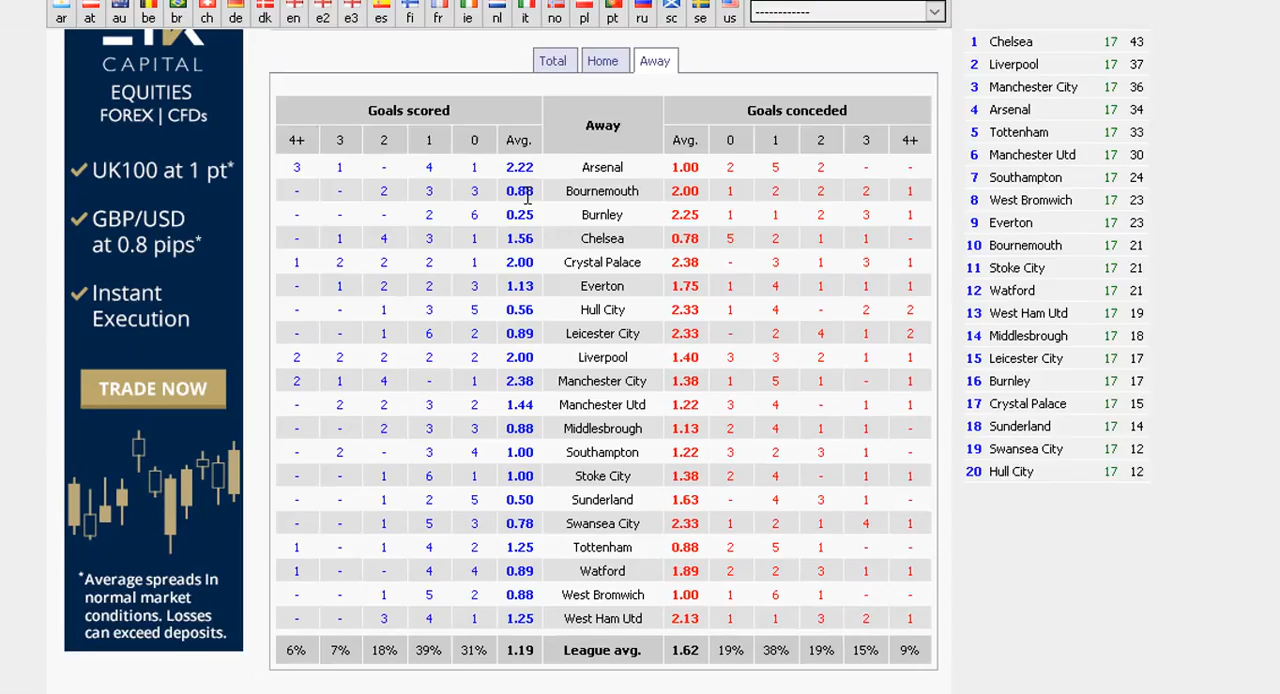 ar at au be br ch de dk en e2 e3 es fi fr ie nl it no pl pt ru sc se us ------------
CAPITAL
EQUITIES
FOREX | CFDs
UK100 at 1 pt*
GBP/USD
at 0.8 pips*
Instant
Execution
TRADE NOW
*Average spreads In
normal market
conditions. Losses
can exceed deposits.
Total Home Away
Goals scored Away Goals conceded
4+ 3 2 1 0 Avg. Avg. 0 1 2 3 4+
3 1 - 4 1 2.22 Arsenal 1.00 2 5 2 - -
- - 2 3 3 0.88 Bournemouth 2.00 1 2 2 2 1
- - - 2 6 0.25 Burnley 2.25 1 1 2 3 1
- 1 4 3 1 1.56 Chelsea 0.78 5 2 1 1 -
1 2 2 2 1 2.00 Crystal Palace 2.38 - 3 1 3 1
- 1 2 2 3 1.13 Everton 1.75 1 4 1 1 1
- - 1 3 5 0.56 Hull City 2.33 1 4 - 2 2
- - 1 6 2 0.89 Leicester City 2.33 - 2 4 1 2
2 2 2 2 2 2.00 Liverpool 1.40 3 3 2 1 1
2 1 4 - 1 2.38 Manchester City 1.38 1 5 1 - 1
- 2 2 3 2 1.44 Manchester Utd 1.22 3 4 - 1 1
- - 2 3 3 0.88 Middlesbrough 1.13 2 4 1 1 -
- 2 - 3 4 1.00 Southampton 1.22 3 2 3 1 -
- - 1 6 1 1.00 Stoke City 1.38 2 4 - 1 1
- - 1 2 5 0.50 Sunderland 1.63 - 4 3 1 -
- - 1 5 3 0.78 Swansea City 2.33 1 2 1 4 1
1 - 1 4 2 1.25 Tottenham 0.88 2 5 1 - -
1 - - 4 4 0.89 Watford 1.89 2 2 3 1 1
- - 1 5 2 0.88 West Bromwich 1.00 1 6 1 - -
- - 3 4 1 1.25 West Ham Utd 2.13 1 1 3 2 1
6% 7% 18% 39% 31% 1.19 League avg. 1.62 19% 38% 19% 15% 9%
1 Chelsea 17 43
2 Liverpool 17 37
3 Manchester City 17 36
4 Arsenal 17 34
5 Tottenham 17 33
6 Manchester Utd 17 30
7 Southampton 17 24
8 West Bromwich 17 23
9 Everton 17 23
10 Bournemouth 17 21
11 Stoke City 17 21
12 Watford 17 21
13 West Ham Utd 17 19
14 Middlesbrough 17 18
15 Leicester City 17 17
16 Burnley 17 17
17 Crystal Palace 17 15
18 Sunderland 17 14
19 Swansea City 17 12
20 Hull City 17 12